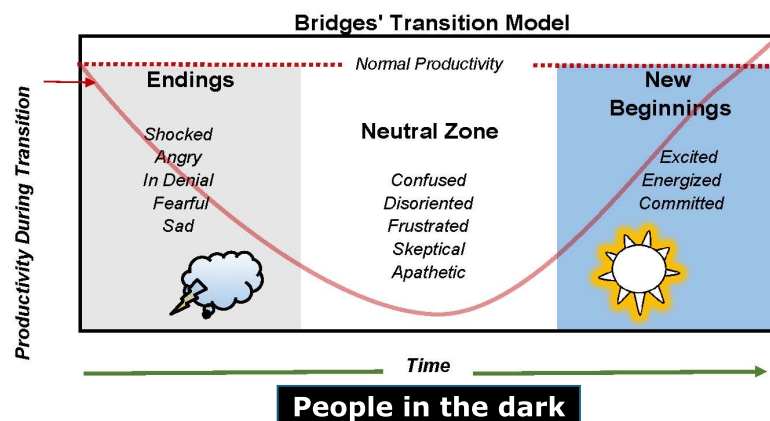 Bridges' Transition Model
Normal Productivity
Productivity During Transition
Endings
Shocked
Angry
In Denial
Fearful
Sad
Neutral Zone
Confused
Disoriented
Frustrated
Skeptical
Apathetic
New
Beginnings
Excited
Energized
Committed
Time
People in the dark